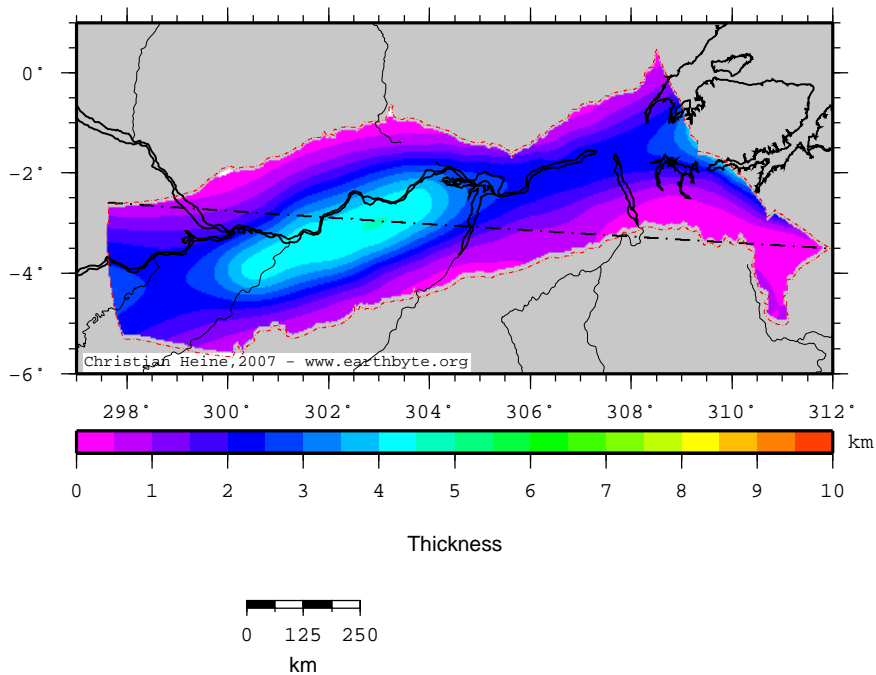 0°
−2°
−4°
−6°
Christian Heine,2007 - www.earthbyte.org
298° 300° 302° 304° 306° 308° 310° 312°
km
0 1 2 3 4 5 6 7 8 9 10
Thickness
0 125 250
km